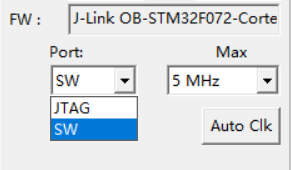 FW : J-Link OB-STM32F072-Corte
Port: Max
SW 5 MHz
JTAG
SW Auto Clk